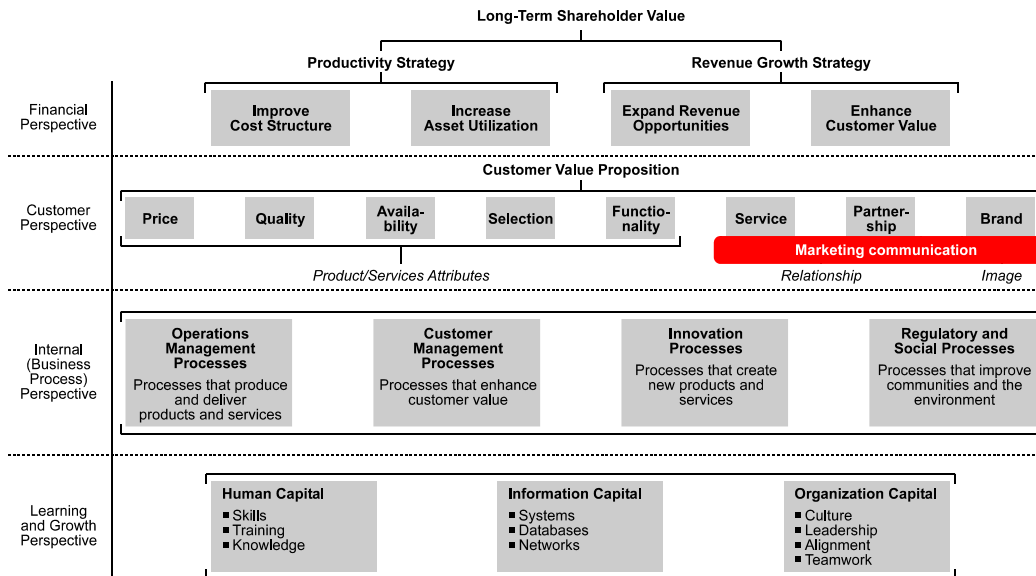 Long-Term Shareholder Value
Productivity Strategy
Revenue Growth Strategy
Financial
Perspective
Improve
Cost Structure
Increase
Asset Utilization
Expand Revenue
Opportunities
Enhance
Customer Value
Customer Value Proposition
Customer
Perspective
Price
Quality
Availa-
bility
Selection
Functio-
nality
Service
Partner-
ship
Brand
Marketing communication
Product/Services Attributes
Relationship
Image
Internal
(Business
Process)
Perspective
Operations
Management
Processes
Processes that produce
and deliver
products and services
Customer
Management
Processes
Processes that enhance
customer value
Innovation
Processes
Processes that create
new products and
services
Regulatory and
Social Processes
Processes that improve
communities and the
environment
Learning
and Growth
Perspective
Human Capital
▪ Skills
▪ Training
▪ Knowledge
Information Capital
▪ Systems
▪ Databases
▪ Networks
Organization Capital
▪ Culture
▪ Leadership
▪ Alignment
▪ Teamwork